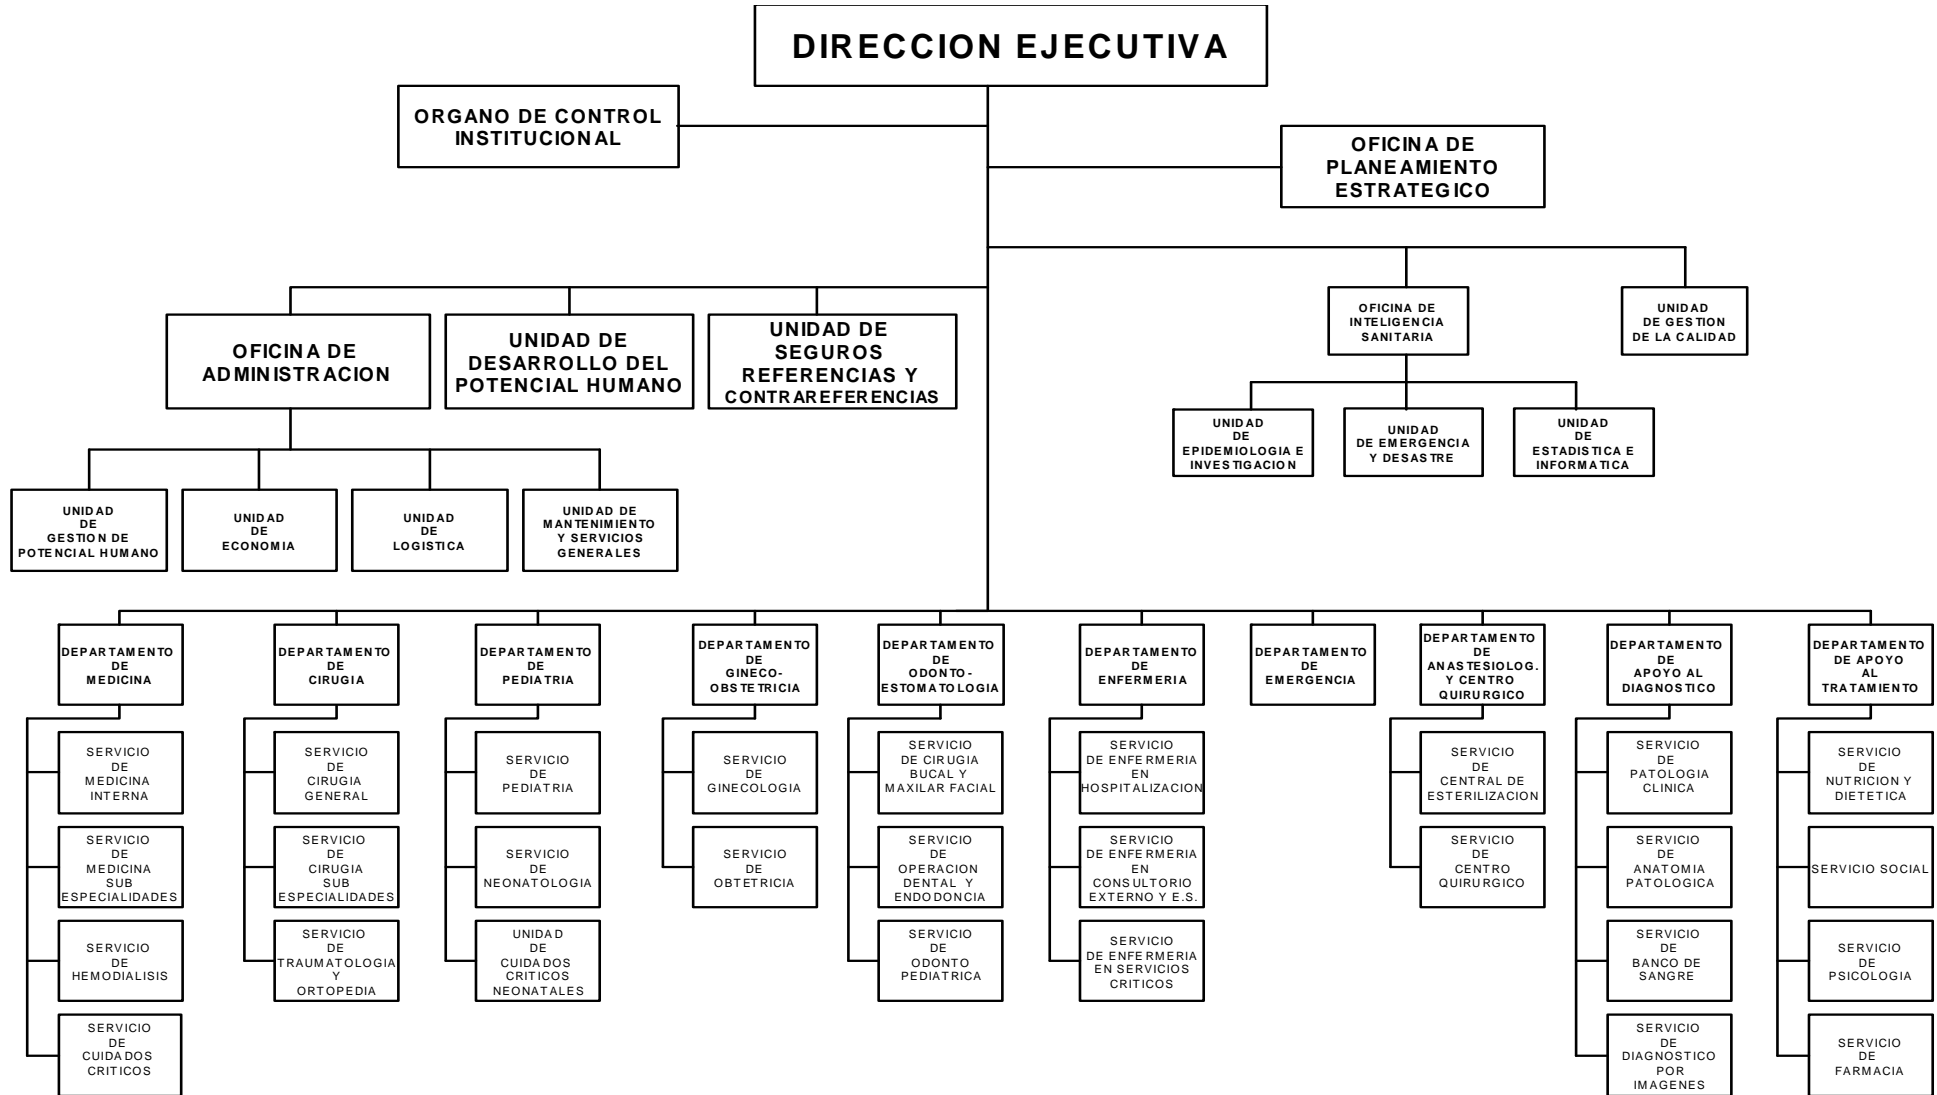 DIRECCION EJECUTIVA
ORGANO DE CONTROL
INSTITUCIONAL
OFICINA DE
PLANEAMIENTO
ESTRATEGICO
OFICINA DE
INTELIGENCIA
SANITARIA
UNIDAD
DE GESTION
DE LA CALIDAD
OFICINA DE
ADMINISTRACION
UNIDAD DE
DESARROLLO DEL
POTENCIAL HUMANO
UNIDAD DE
SEGUROS
REFERENCIAS Y
CONTRAREFERENCIAS
UNIDAD
DE
EPIDEMIOLOGIA E
INVESTIGACION
UNIDAD
DE EMERGENCIA
Y DESASTRE
UNIDAD
DE
ESTADISTICA E
INFORMATICA
UNIDAD
DE
GESTION DE
POTENCIAL HUMANO
UNIDAD
DE
ECONOMIA
UNIDAD
DE
LOGISTICA
UNIDAD DE
MANTENIMIENTO
Y SERVICIOS
GENERALES
DEPARTAMENTO
DE
MEDICINA
DEPARTAMENTO
DE
CIRUGIA
DEPARTAMENTO
DE
PEDIATRIA
DEPARTAMENTO
DE
GINECO-
OBSTETRICIA
DEPARTAMENTO
DE
ODONTO-
ESTOMATOLOGIA
DEPARTAMENTO
DE
ENFERMERIA
DEPARTAMENTO
DE
EMERGENCIA
DEPARTAMENTO
DE
ANASTESIOLOG.
Y CENTRO
QUIRURGICO
DEPARTAMENTO
DE
APOYO AL
DIAGNOSTICO
DEPARTAMENTO
DE APOYO
AL
TRATAMIENTO
SERVICIO
DE
MEDICINA
INTERNA
SERVICIO
DE
CIRUGIA
GENERAL
SERVICIO
DE
PEDIATRIA
SERVICIO
DE
GINECOLOGIA
SERVICIO
DE CIRUGIA
BUCAL Y
MAXILAR FACIAL
SERVICIO
DE ENFERMERIA
EN
HOSPITALIZACION
SERVICIO
DE
CENTRAL DE
ESTERILIZACION
SERVICIO
DE
PATOLOGIA
CLINICA
SERVICIO
DE
NUTRICION Y
DIETETICA
SERVICIO
DE
MEDICINA
SUB
ESPECIALIDADES
SERVICIO
DE
CIRUGIA
SUB
ESPECIALIDADES
SERVICIO
DE
NEONATOLOGIA
SERVICIO
DE
OBTETRICIA
SERVICIO
DE
OPERACION
DENTAL Y
ENDODONCIA
SERVICIO
DE ENFERMERIA
EN
CONSULTORIO
EXTERNO Y E.S.
SERVICIO
DE
CENTRO
QUIRURGICO
SERVICIO
DE
ANATOMIA
PATOLOGICA
SERVICIO SOCIAL
SERVICIO
DE
HEMODIALISIS
SERVICIO
DE
TRAUMATOLOGIA
Y
ORTOPEDIA
UNIDAD
DE
CUIDADOS
CRITICOS
NEONATALES
SERVICIO
DE
ODONTO
PEDIATRICA
SERVICIO
DE ENFERMERIA
EN SERVICIOS
CRITICOS
SERVICIO
DE
BANCO DE
SANGRE
SERVICIO
DE
PSICOLOGIA
SERVICIO
DE
CUIDADOS
CRITICOS
SERVICIO
DE
DIAGNOSTICO
POR
IMAGENES
SERVICIO
DE
FARMACIA